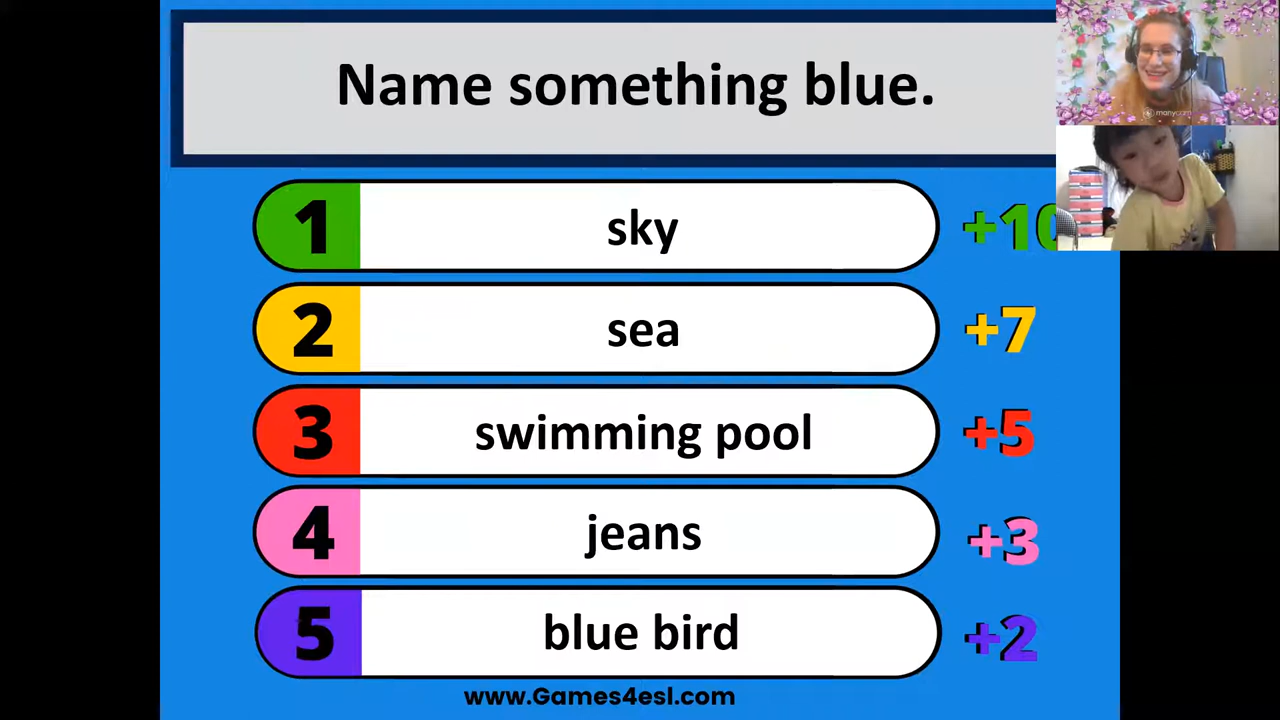 Name something blue.
manycam
1 sky +10
2 sea +7
3 swimming pool +5
4 jeans +3
5 blue bird +2
www.Games4esl.com